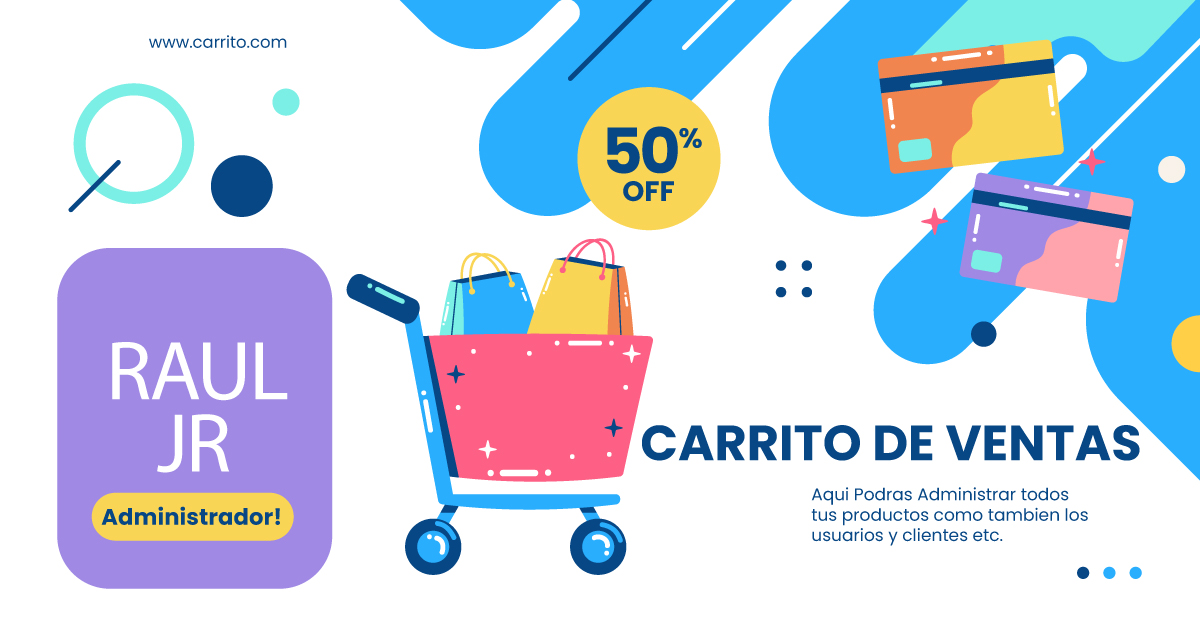 www.carrito.com
50%
OFF
RAUL
JR
Administrador!
CARRITO DE VENTAS
Aqui Podras Administrar todos
tus productos como tambien los
usuarios y clientes etc.